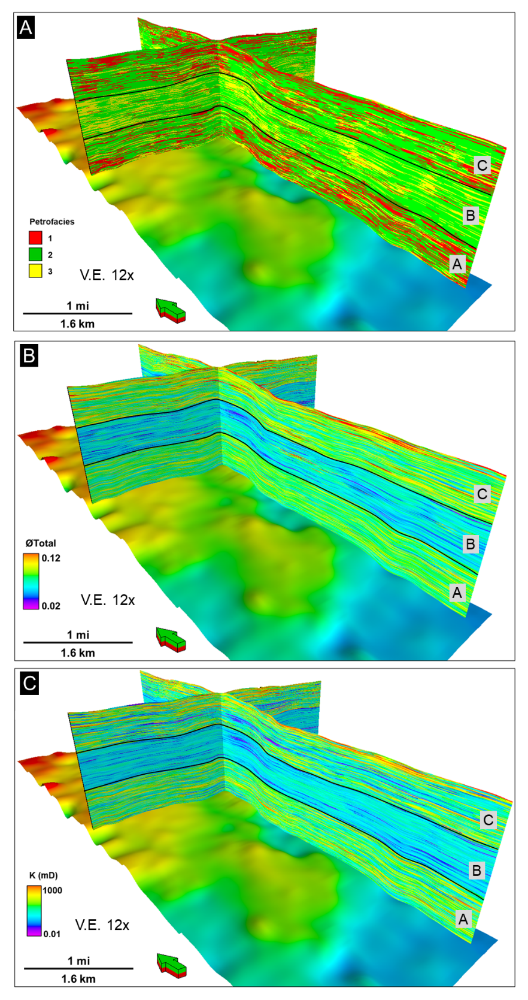 A
C
B
A
Petrofacies
1
2
3
V.E. 12x
1 mi
1.6 km
B
C
B
A
ØTotal
0.12
0.02
V.E. 12x
1 mi
1.6 km
C
C
B
A
K (mD)
1000
0.01
V.E. 12x
1 mi
1.6 km